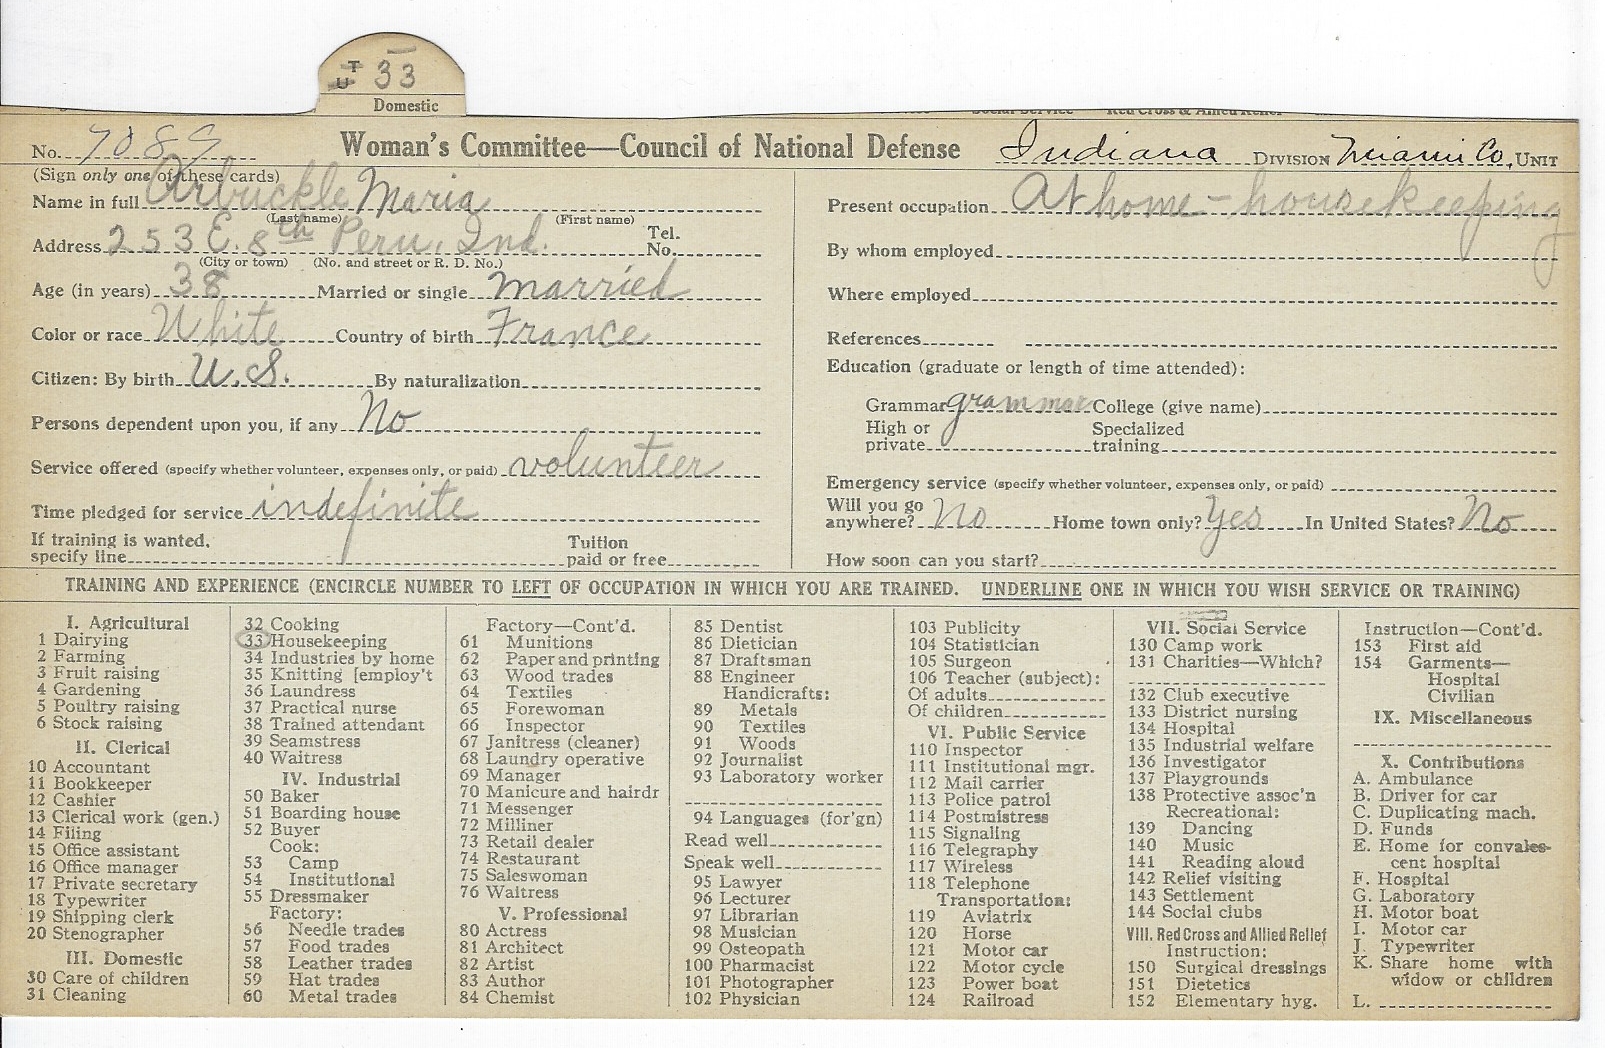 T U 33
Domestic
No. 7089 Woman's Committee—Council of National Defense Indiana DIVISION Miami Co. UNIT
(Sign only one of these cards)
Name in full Arbuckle Maria
(Last name) (First name)
Address 253 E. 8th Peru, Ind. Tel. No.
(City or town) (No. and street or R. D. No.)
Age (in years) 38 Married or single married
Color or race White Country of birth France
Citizen: By birth U.S. By naturalization
Persons dependent upon you, if any No
Service offered (specify whether volunteer, expenses only, or paid) volunteer
Time pledged for service indefinite
If training is wanted, specify line Tuition paid or free
Present occupation At home - housekeeping
By whom employed
Where employed
References
Education (graduate or length of time attended):
Grammar grammar College (give name)
High or private Specialized training
Emergency service (specify whether volunteer, expenses only, or paid)
Will you go anywhere? No Home town only? Yes In United States? No
How soon can you start?
TRAINING AND EXPERIENCE (ENCIRCLE NUMBER TO LEFT OF OCCUPATION IN WHICH YOU ARE TRAINED. UNDERLINE ONE IN WHICH YOU WISH SERVICE OR TRAINING)
I. Agricultural
1 Dairying
2 Farming
3 Fruit raising
4 Gardening
5 Poultry raising
6 Stock raising
II. Clerical
10 Accountant
11 Bookkeeper
12 Cashier
13 Clerical work (gen.)
14 Filing
15 Office assistant
16 Office manager
17 Private secretary
18 Typewriter
19 Shipping clerk
20 Stenographer
III. Domestic
30 Care of children
31 Cleaning
32 Cooking
33 Housekeeping
34 Industries by home
35 Knitting [employ't
36 Laundress
37 Practical nurse
38 Trained attendant
39 Seamstress
40 Waitress
IV. Industrial
50 Baker
51 Boarding house
52 Buyer
Cook:
53 Camp
54 Institutional
55 Dressmaker
Factory:
56 Needle trades
57 Food trades
58 Leather trades
59 Hat trades
60 Metal trades
Factory—Cont'd.
61 Munitions
62 Paper and printing
63 Wood trades
64 Textiles
65 Forewoman
66 Inspector
67 Janitress (cleaner)
68 Laundry operative
69 Manager
70 Manicure and hairdr
71 Messenger
72 Milliner
73 Retail dealer
74 Restaurant
75 Saleswoman
76 Waitress
V. Professional
80 Actress
81 Architect
82 Artist
83 Author
84 Chemist
85 Dentist
86 Dietician
87 Draftsman
88 Engineer
Handicrafts:
89 Metals
90 Textiles
91 Woods
92 Journalist
93 Laboratory worker
94 Languages (for'gn)
Read well
Speak well
95 Lawyer
96 Lecturer
97 Librarian
98 Musician
99 Osteopath
100 Pharmacist
101 Photographer
102 Physician
103 Publicity
104 Statistician
105 Surgeon
106 Teacher (subject):
Of adults
Of children
VI. Public Service
110 Inspector
111 Institutional mgr.
112 Mail carrier
113 Police patrol
114 Postmistress
115 Signaling
116 Telegraphy
117 Wireless
118 Telephone
Transportation:
119 Aviatrix
120 Horse
121 Motor car
122 Motor cycle
123 Power boat
124 Railroad
VII. Social Service
130 Camp work
131 Charities—Which?
132 Club executive
133 District nursing
134 Hospital
135 Industrial welfare
136 Investigator
137 Playgrounds
138 Protective assoc'n
Recreational:
139 Dancing
140 Music
141 Reading aloud
142 Relief visiting
143 Settlement
144 Social clubs
VIII. Red Cross and Allied Relief
Instruction:
150 Surgical dressings
151 Dietetics
152 Elementary hyg.
Instruction—Cont'd.
153 First aid
154 Garments—
Hospital
Civilian
IX. Miscellaneous
X. Contributions
A. Ambulance
B. Driver for car
C. Duplicating mach.
D. Funds
E. Home for convales-
cent hospital
F. Hospital
G. Laboratory
H. Motor boat
I. Motor car
J. Typewriter
K. Share home with
widow or children
L.